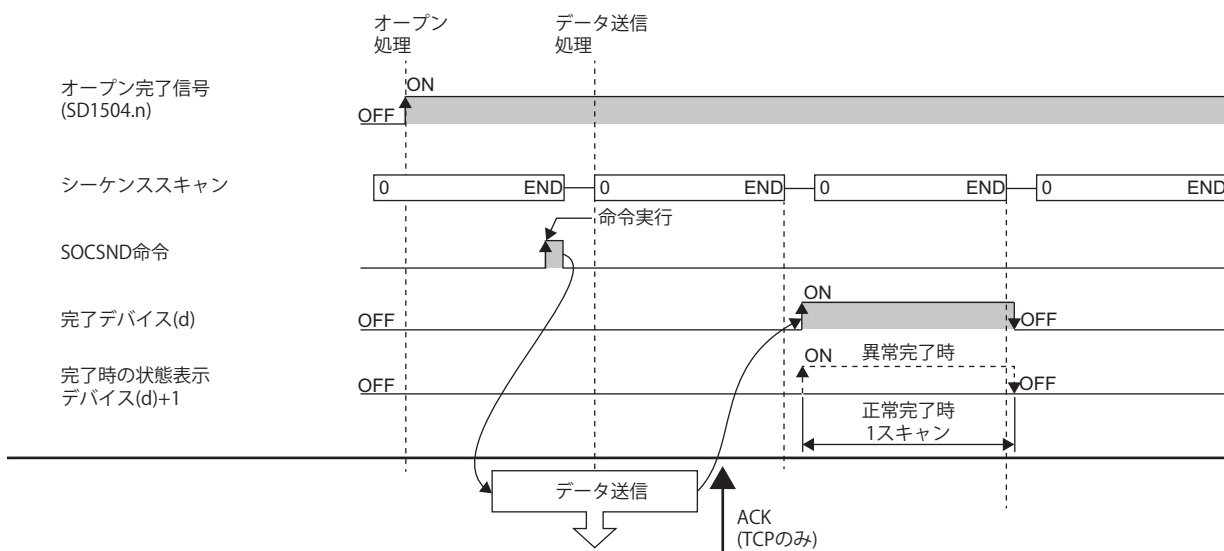 オープン
処理
データ送信
処理
オープン完了信号
(SD1504.n)
OFF
ON
シーケンススキャン
0 END 0 END 0 END 0 END
命令実行
SOCSND命令
完了デバイス(d)
OFF
ON
OFF
完了時の状態表示
デバイス(d)+1
OFF
ON 異常完了時
OFF
正常完了時
1スキャン
データ送信
ACK
(TCPのみ)